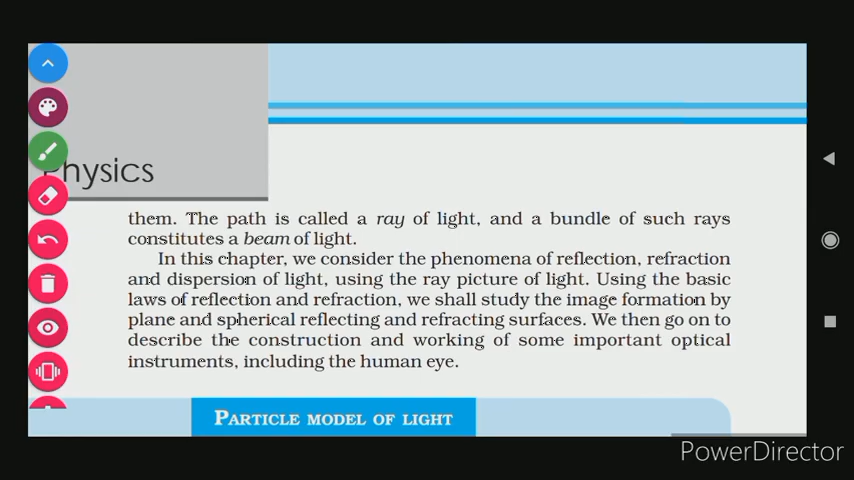 Physics
them. The path is called a ray of light, and a bundle of such rays
constitutes a beam of light.
In this chapter, we consider the phenomena of reflection, refraction
and dispersion of light, using the ray picture of light. Using the basic
laws of reflection and refraction, we shall study the image formation by
plane and spherical reflecting and refracting surfaces. We then go on to
describe the construction and working of some important optical
instruments, including the human eye.
PARTICLE MODEL OF LIGHT
PowerDirector